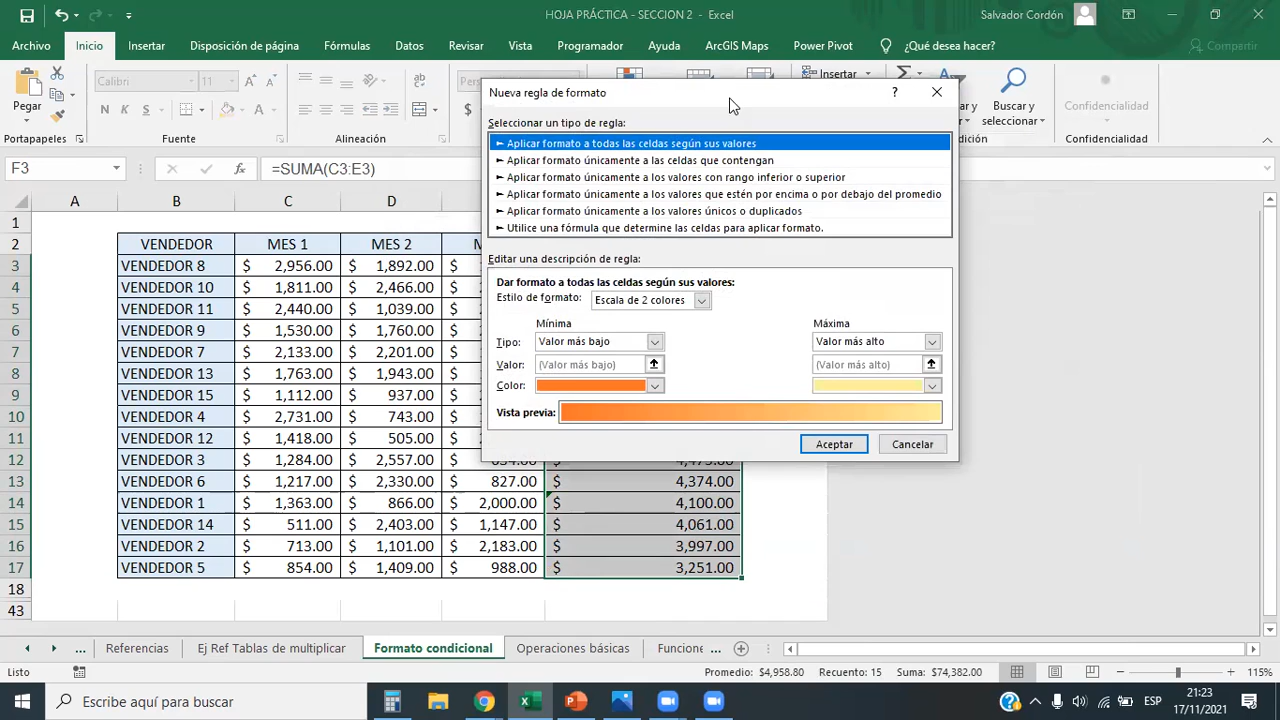 HOJA PRÁCTICA - SECCION 2 - Excel
Salvador Cordón
Archivo Inicio Insertar Disposición de página Fórmulas Datos Revisar Vista Programador Ayuda ArcGIS Maps Power Pivot ¿Qué desea hacer? Compartir
Calibri 11
Insertar
Pegar
N K S
$
Buscar y
seleccionar
Confidencialidad
Portapapeles Fuente Alineación
Confidencialidad
F3 =SUMA(C3:E3)
Nueva regla de formato
Seleccionar un tipo de regla:
► Aplicar formato a todas las celdas según sus valores
► Aplicar formato únicamente a las celdas que contengan
► Aplicar formato únicamente a los valores con rango inferior o superior
► Aplicar formato únicamente a los valores que estén por encima o por debajo del promedio
► Aplicar formato únicamente a los valores únicos o duplicados
► Utilice una fórmula que determine las celdas para aplicar formato.
Editar una descripción de regla:
Dar formato a todas las celdas según sus valores:
Estilo de formato: Escala de 2 colores
Mínima Máxima
Tipo: Valor más bajo Valor más alto
Valor: (Valor más bajo) (Valor más alto)
Color:
Vista previa:
Aceptar Cancelar
A B C D
1
2 VENDEDOR MES 1 MES 2
3 VENDEDOR 8 $ 2,956.00 $ 1,892.00 $
4 VENDEDOR 10 $ 1,811.00 $ 2,466.00 $
5 VENDEDOR 11 $ 2,440.00 $ 1,039.00 $
6 VENDEDOR 9 $ 1,530.00 $ 1,760.00 $
7 VENDEDOR 7 $ 2,133.00 $ 2,201.00 $
8 VENDEDOR 13 $ 1,763.00 $ 1,943.00 $
9 VENDEDOR 15 $ 1,112.00 $ 937.00 $
10 VENDEDOR 4 $ 2,731.00 $ 743.00 $
11 VENDEDOR 12 $ 1,418.00 $ 505.00 $
12 VENDEDOR 3 $ 1,284.00 $ 2,557.00 $ 634.00 $ 4,475.00
13 VENDEDOR 6 $ 1,217.00 $ 2,330.00 $ 827.00 $ 4,374.00
14 VENDEDOR 1 $ 1,363.00 $ 866.00 $ 2,000.00 $ 4,100.00
15 VENDEDOR 14 $ 511.00 $ 2,403.00 $ 1,147.00 $ 4,061.00
16 VENDEDOR 2 $ 713.00 $ 1,101.00 $ 2,183.00 $ 3,997.00
17 VENDEDOR 5 $ 854.00 $ 1,409.00 $ 988.00 $ 3,251.00
18
43
... Referencias Ej Ref Tablas de multiplicar Formato condicional Operaciones básicas Funcione ...
Listo Promedio: $4,958.80 Recuento: 15 Suma: $74,382.00 115%
Escribe aquí para buscar
ESP
21:23
17/11/2021